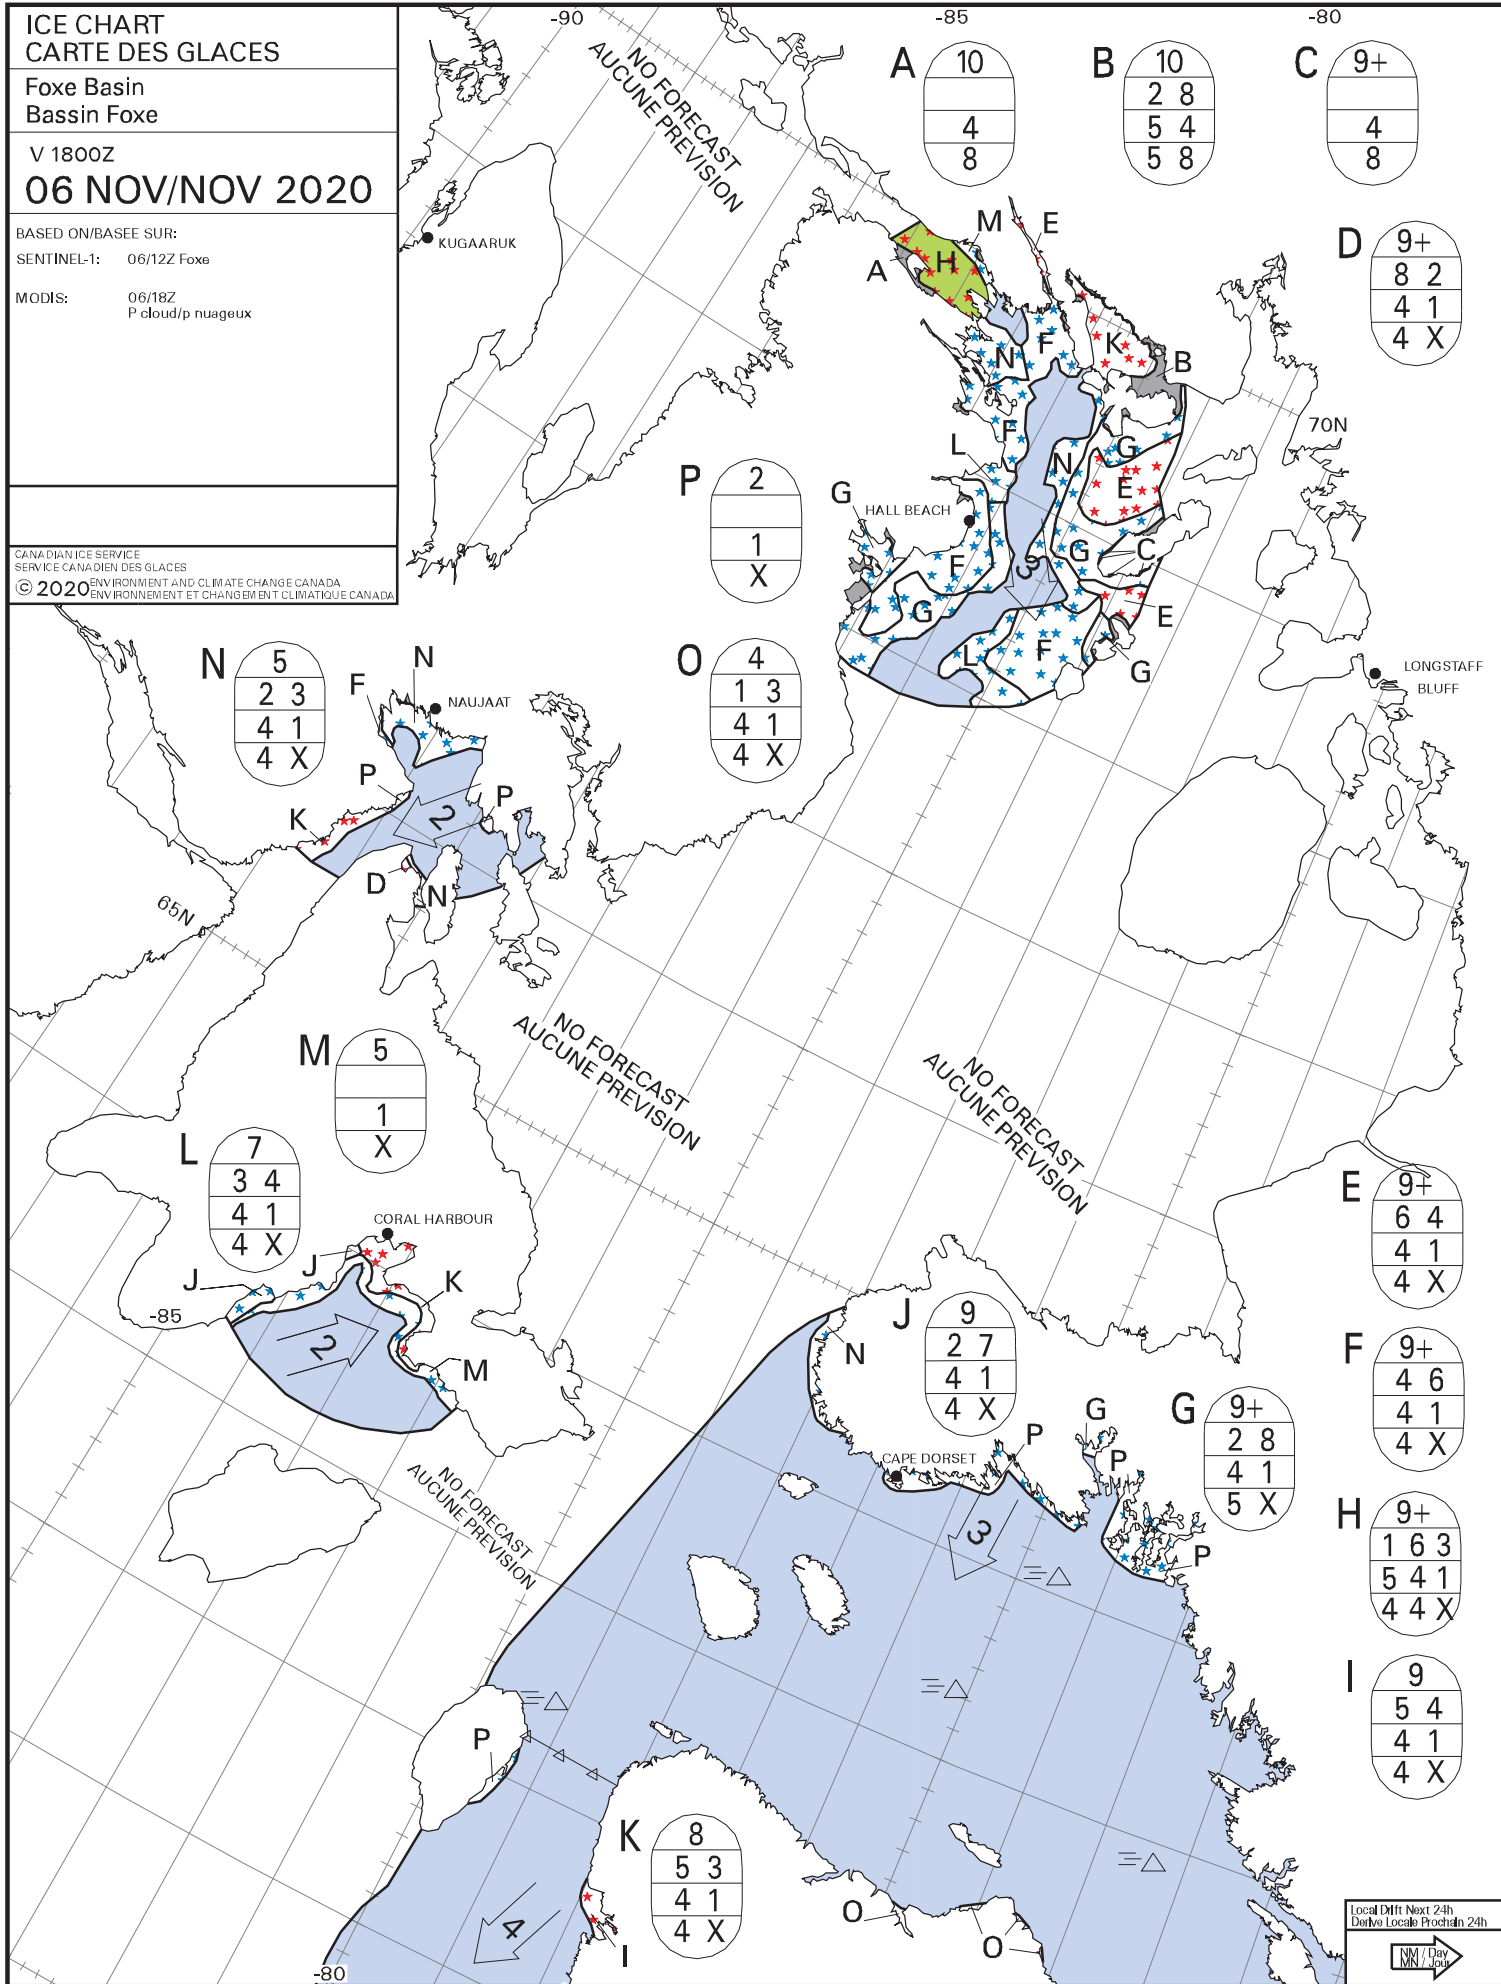 ICE CHART
CARTE DES GLACES
Foxe Basin
Bassin Foxe
V 1800Z
06 NOV/NOV 2020
BASED ON/BASEE SUR:
SENTINEL-1: 06/12Z Foxe
MODIS: 06/18Z
P cloud/p nuageux
CANADIAN ICE SERVICE
SERVICE CANADIEN DES GLACES
© 2020 ENVIRONMENT AND CLIMATE CHANGE CANADA
ENVIRONNEMENT ET CHANGEMENT CLIMATIQUE CANADA
-90
-85
-80
NO FORECAST
AUCUNE PREVISION
KUGAARUK
A
10
4
8
B
10
2 8
5 4
5 8
C
9+
4
8
D
9+
8 2
4 1
4 X
M
E
A
H
K
B
N
F
70N
F
L
N
G
E
G
HALL BEACH
G
C
F
3
G
E
L
F
G
P
2
1
X
O
4
1 3
4 1
4 X
LONGSTAFF
BLUFF
N
5
2 3
4 1
4 X
F
N
NAUJAAT
P
P
2
K
D
N
65N
NO FORECAST
AUCUNE PREVISION
NO FORECAST
AUCUNE PREVISION
M
5
1
X
L
7
3 4
4 1
4 X
CORAL HARBOUR
J
J
K
-85
2
M
E
9+
6 4
4 1
4 X
J
9
2 7
4 1
4 X
N
F
9+
4 6
4 1
4 X
G
9+
2 8
4 1
5 X
CAPE DORSET
P
G
P
3
P
NO FORECAST
AUCUNE PREVISION
H
9+
1 6 3
5 4 1
4 4 X
I
9
5 4
4 1
4 X
P
K
8
5 3
4 1
4 X
4
I
O
O
-80
Local Drift Next 24h
Derive Locale Prochain 24h
NM / Day
MN / Jour